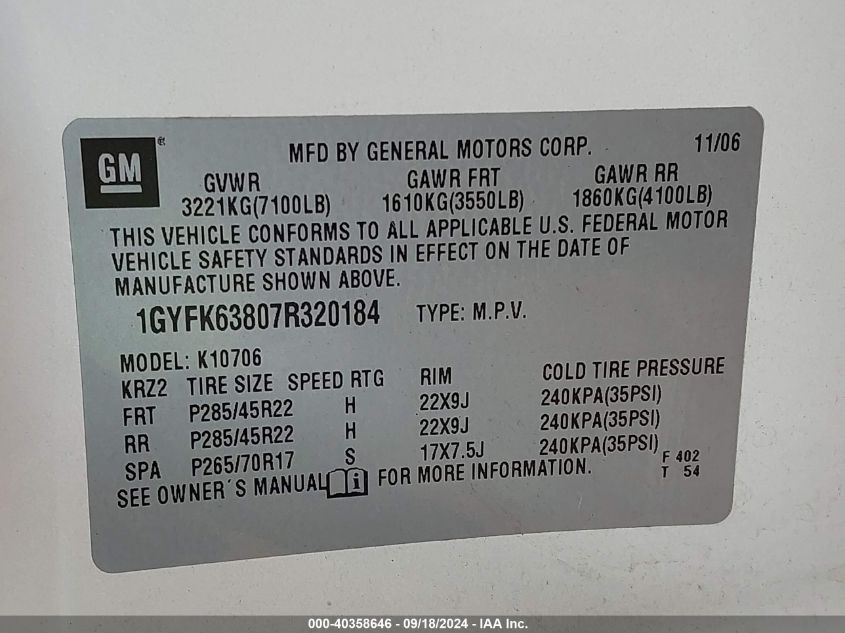 GM®
MFD BY GENERAL MOTORS CORP. 11/06
GVWR GAWR FRT GAWR RR
3221KG(7100LB) 1610KG(3550LB) 1860KG(4100LB)
THIS VEHICLE CONFORMS TO ALL APPLICABLE U.S. FEDERAL MOTOR
VEHICLE SAFETY STANDARDS IN EFFECT ON THE DATE OF
MANUFACTURE SHOWN ABOVE.
1GYFK63807R320184 TYPE: M.P.V.
MODEL: K10706
KRZ2 TIRE SIZE SPEED RTG RIM COLD TIRE PRESSURE
FRT P285/45R22 H 22X9J 240KPA(35PSI)
RR P285/45R22 H 22X9J 240KPA(35PSI)
SPA P265/70R17 S 17X7.5J 240KPA(35PSI)
F 402
SEE OWNER´S MANUAL i FOR MORE INFORMATION. T 54
000-40358646 - 09/18/2024 - IAA Inc.